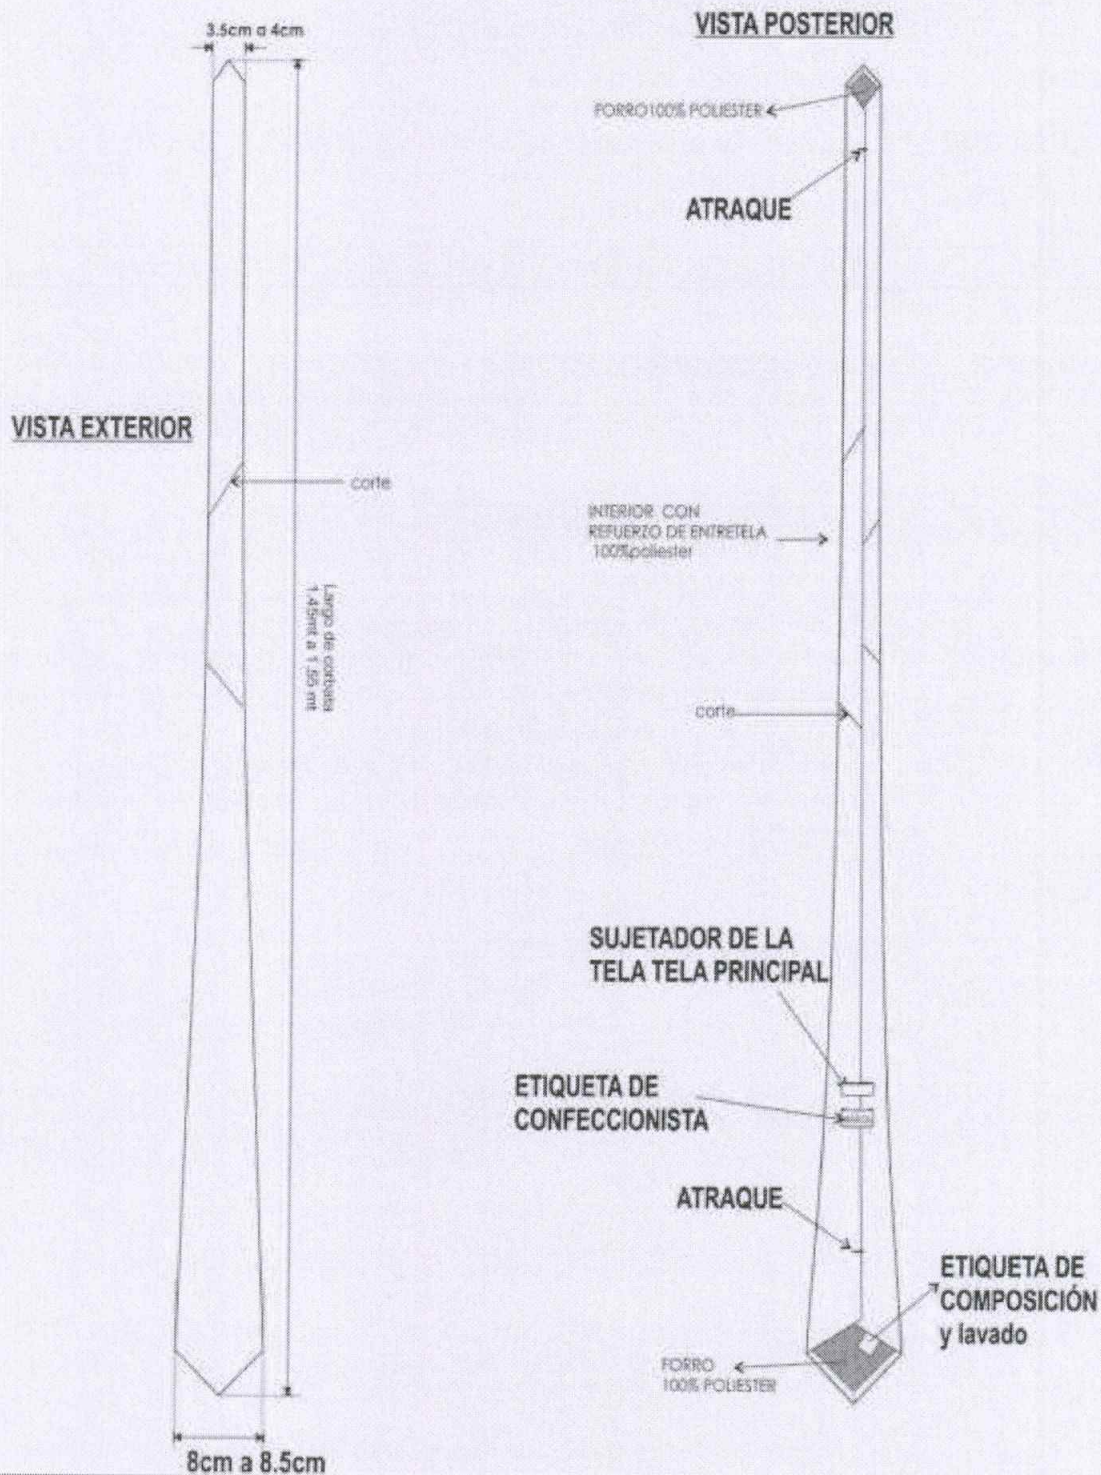 3.5cm a 4cm
VISTA EXTERIOR
corte
Largo de corbata
1.45mt a 1.55 mt
8cm a 8.5cm
VISTA POSTERIOR
FORRO100% POLIESTER
ATRAQUE
INTERIOR CON
REFUERZO DE ENTRETELA
100%poliester
corte
SUJETADOR DE LA
TELA TELA PRINCIPAL
ETIQUETA DE
CONFECCIONISTA
ATRAQUE
ETIQUETA DE
COMPOSICIÓN
y lavado
FORRO
100% POLIESTER